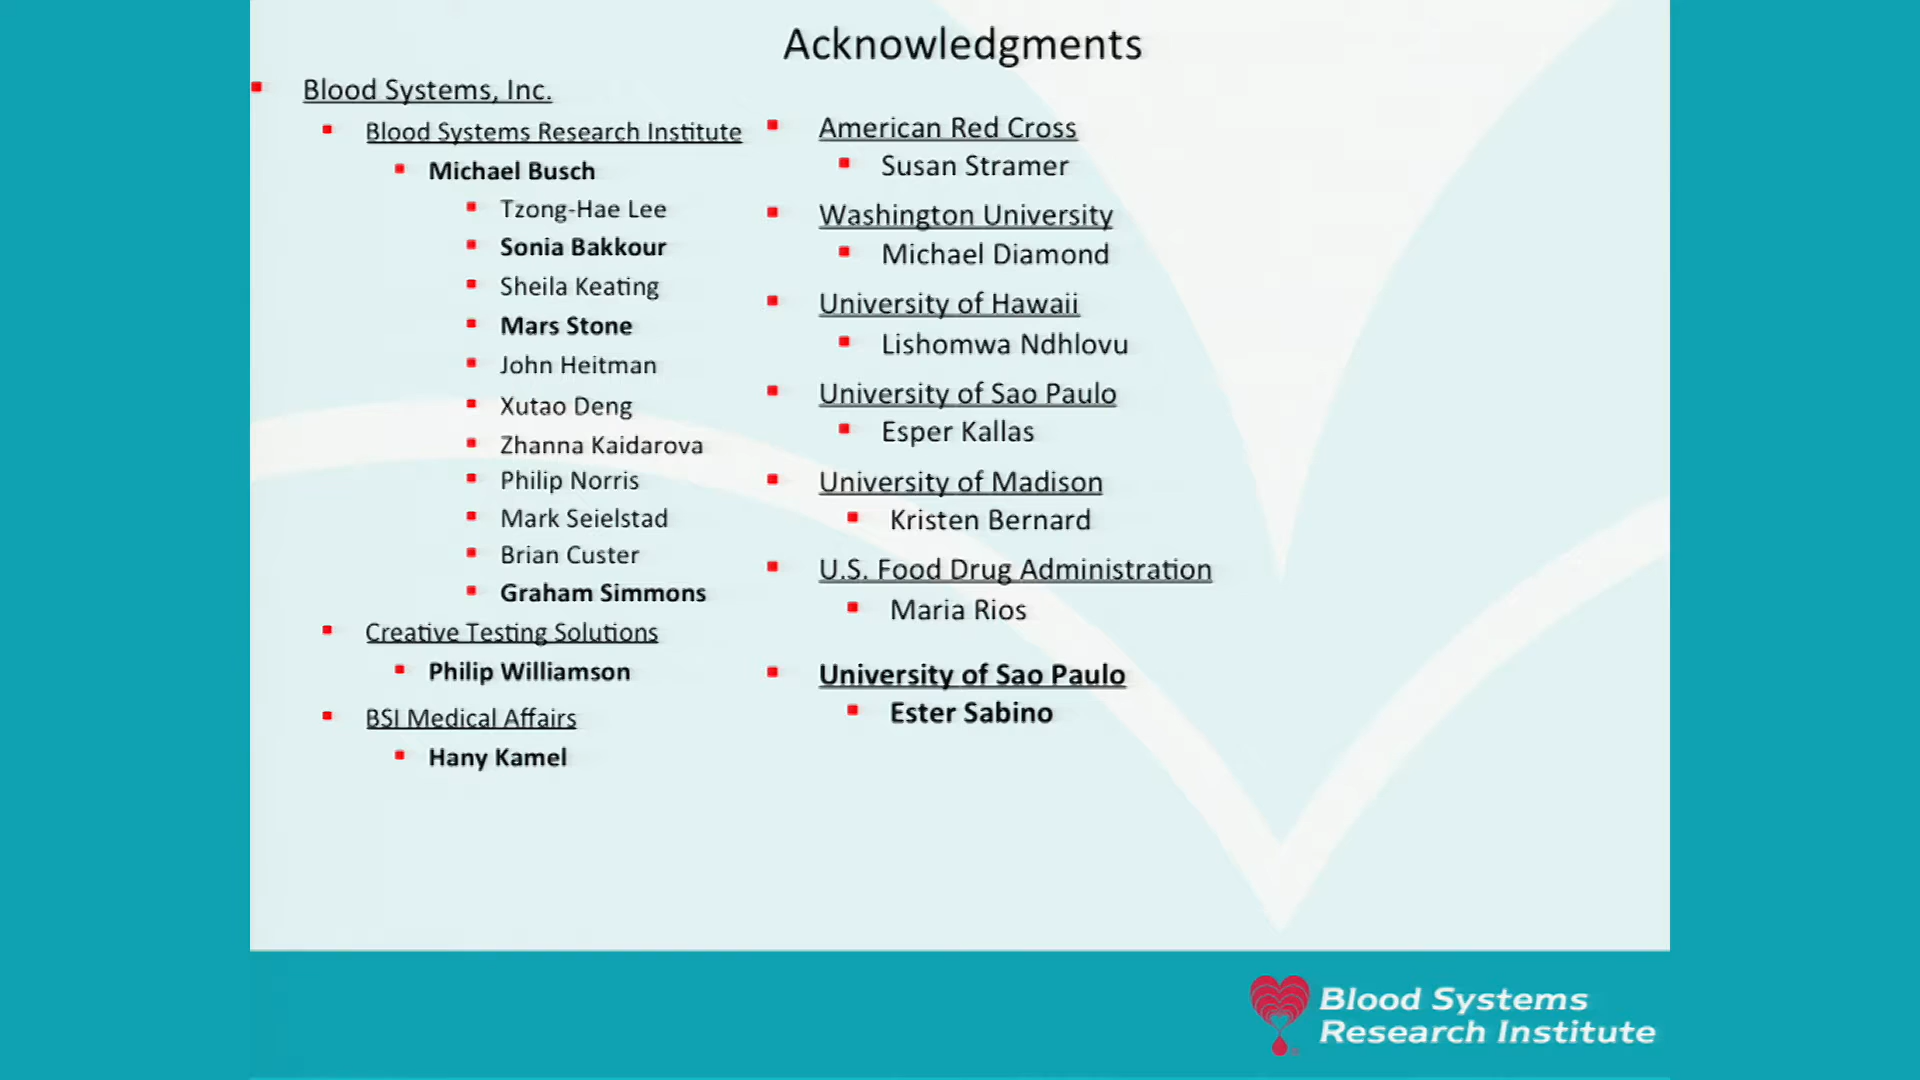 Acknowledgments
Blood Systems, Inc.
Blood Systems Research Institute
Michael Busch
Tzong-Hae Lee
Sonia Bakkour
Sheila Keating
Mars Stone
John Heitman
Xutao Deng
Zhanna Kaidarova
Philip Norris
Mark Seielstad
Brian Custer
Graham Simmons
Creative Testing Solutions
Philip Williamson
BSI Medical Affairs
Hany Kamel
American Red Cross
Susan Stramer
Washington University
Michael Diamond
University of Hawaii
Lishomwa Ndhlovu
University of Sao Paulo
Esper Kallas
University of Madison
Kristen Bernard
U.S. Food Drug Administration
Maria Rios
University of Sao Paulo
Ester Sabino
Blood Systems
Research Institute